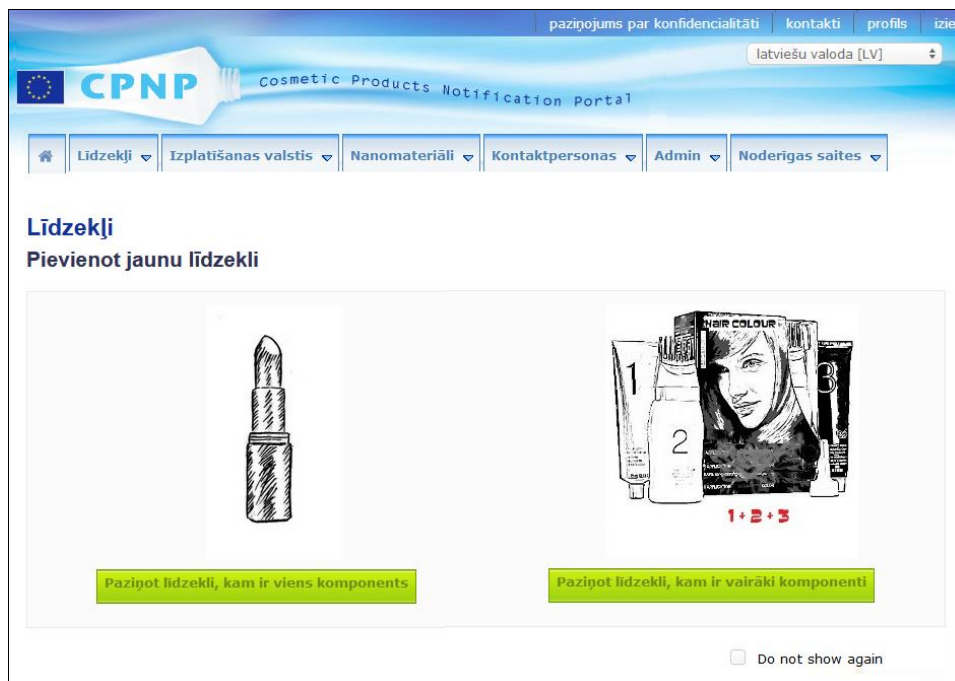 paziņojums par konfidencialitāti kontakti profils izie
latviešu valoda [LV]
CPNP Cosmetic Products Notification Portal
Līdzekļi Izplatīšanas valstis Nanomateriāli Kontaktpersonas Admin Noderīgas saites
Līdzekļi
Pievienot jaunu līdzekli
HAIR COLOUR
1
2
3
1+2+3
Paziņot līdzekli, kam ir viens komponents
Paziņot līdzekli, kam ir vairāki komponenti
Do not show again